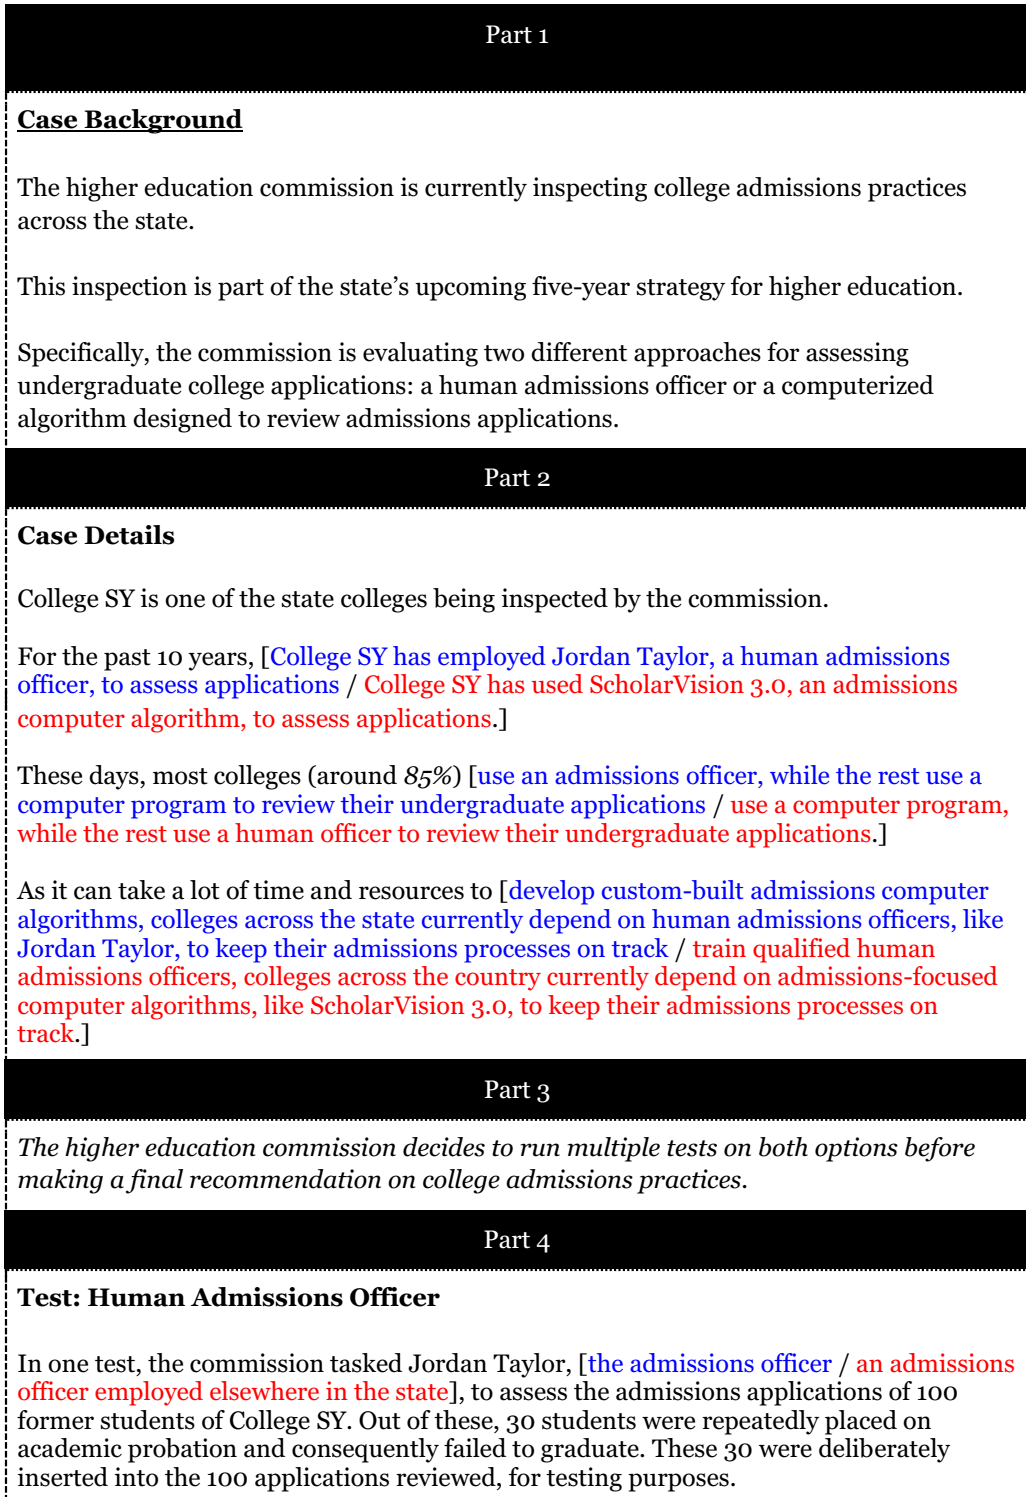 Part 1
Case Background
The higher education commission is currently inspecting college admissions practices
across the state.
This inspection is part of the state’s upcoming five-year strategy for higher education.
Specifically, the commission is evaluating two different approaches for assessing
undergraduate college applications: a human admissions officer or a computerized
algorithm designed to review admissions applications.
Part 2
Case Details
College SY is one of the state colleges being inspected by the commission.
For the past 10 years, [College SY has employed Jordan Taylor, a human admissions
officer, to assess applications / College SY has used ScholarVision 3.0, an admissions
computer algorithm, to assess applications.]
These days, most colleges (around 85%) [use an admissions officer, while the rest use a
computer program to review their undergraduate applications / use a computer program,
while the rest use a human officer to review their undergraduate applications.]
As it can take a lot of time and resources to [develop custom-built admissions computer
algorithms, colleges across the state currently depend on human admissions officers, like
Jordan Taylor, to keep their admissions processes on track / train qualified human
admissions officers, colleges across the country currently depend on admissions-focused
computer algorithms, like ScholarVision 3.0, to keep their admissions processes on
track.]
Part 3
The higher education commission decides to run multiple tests on both options before
making a final recommendation on college admissions practices.
Part 4
Test: Human Admissions Officer
In one test, the commission tasked Jordan Taylor, [the admissions officer / an admissions
officer employed elsewhere in the state], to assess the admissions applications of 100
former students of College SY. Out of these, 30 students were repeatedly placed on
academic probation and consequently failed to graduate. These 30 were deliberately
inserted into the 100 applications reviewed, for testing purposes.